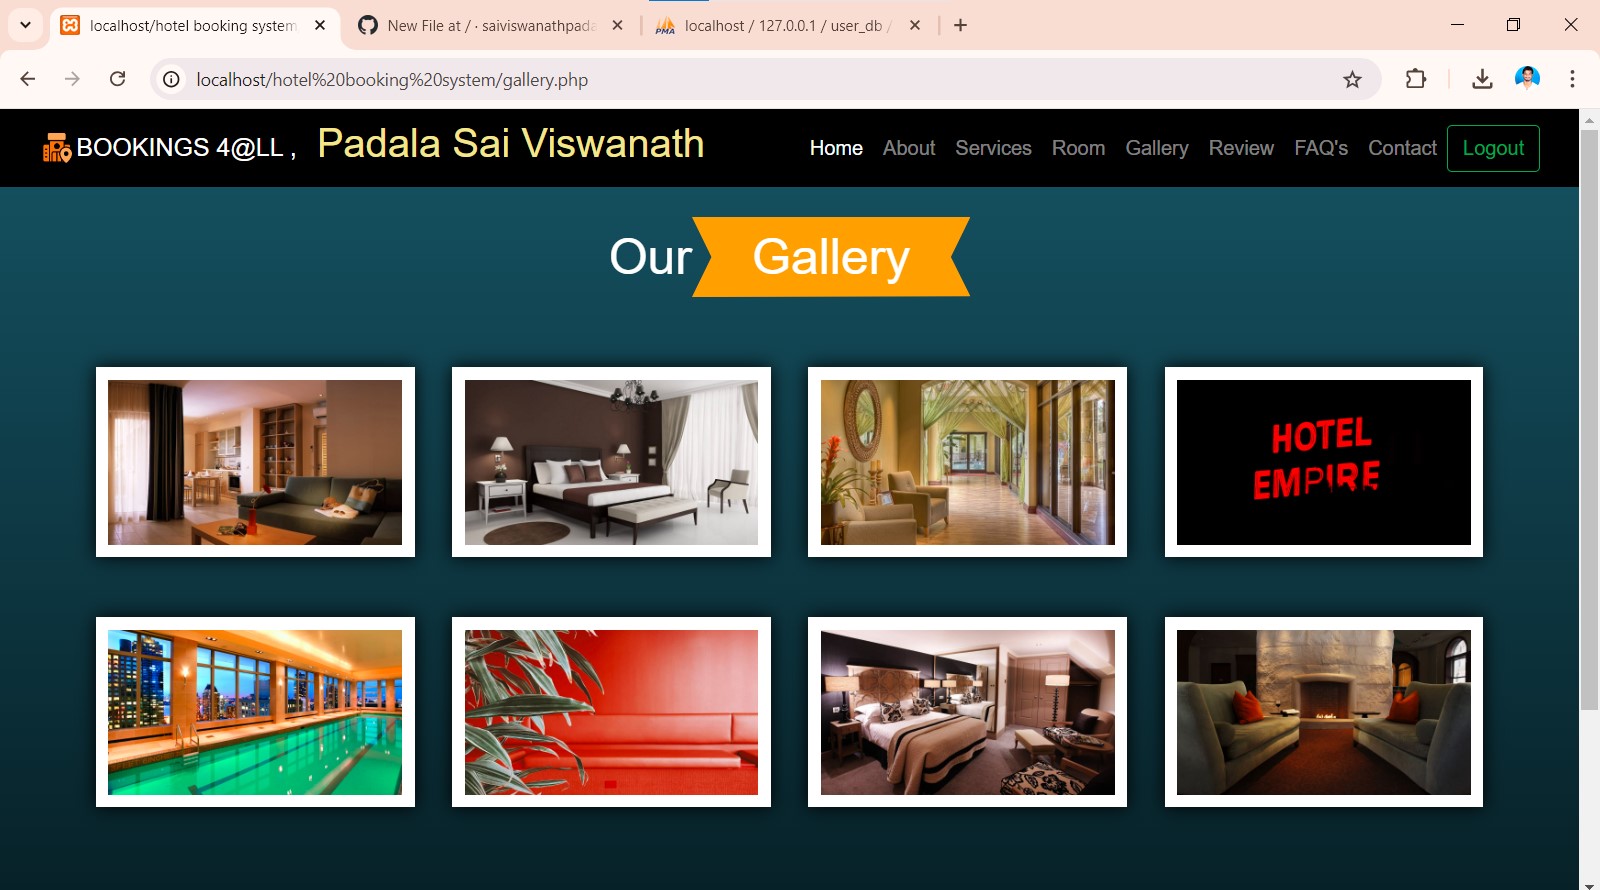 localhost/hotel booking system
New File at / · saiviswanathpada
localhost / 127.0.0.1 / user_db /
localhost/hotel%20booking%20system/gallery.php
BOOKINGS 4@LL , Padala Sai Viswanath
Home About Services Room Gallery Review FAQ's Contact Logout
Our Gallery
HOTEL
EMPIRE